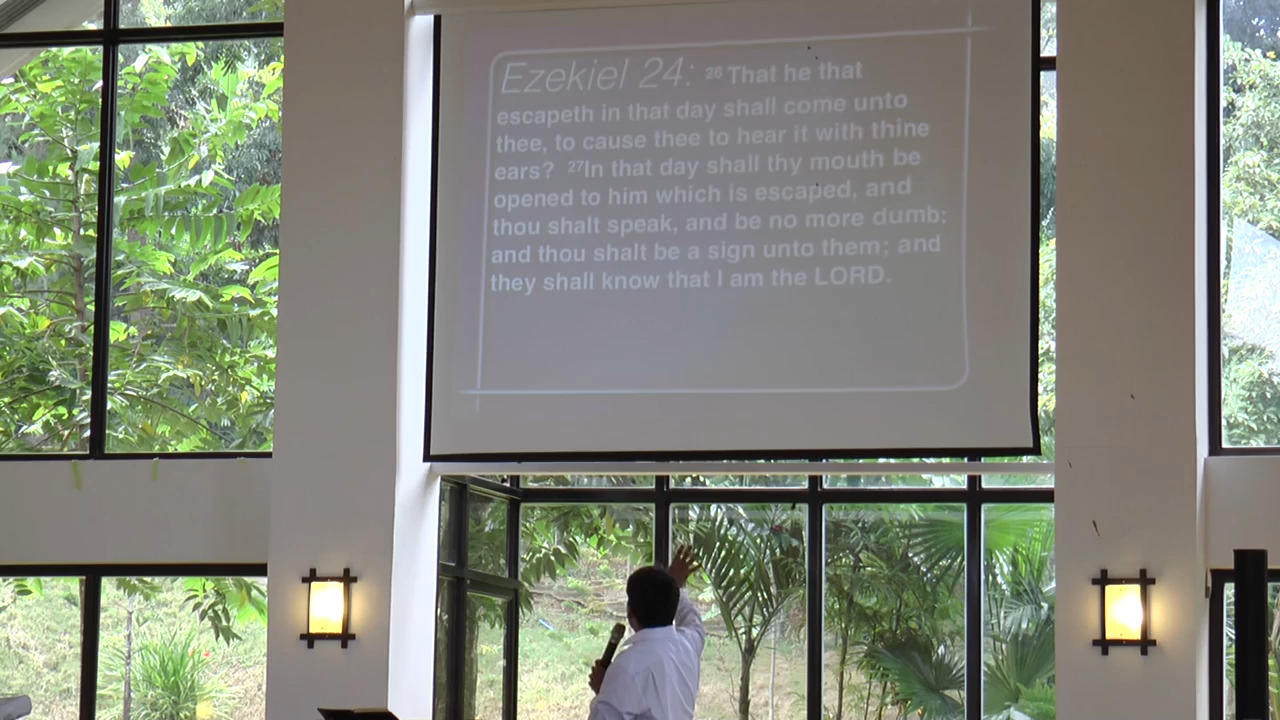 Ezekiel 24: 26 That he that
escapeth in that day shall come unto
thee, to cause thee to hear it with thine
ears? 27In that day shall thy mouth be
opened to him which is escaped, and
thou shalt speak, and be no more dumb:
and thou shalt be a sign unto them; and
they shall know that I am the LORD.